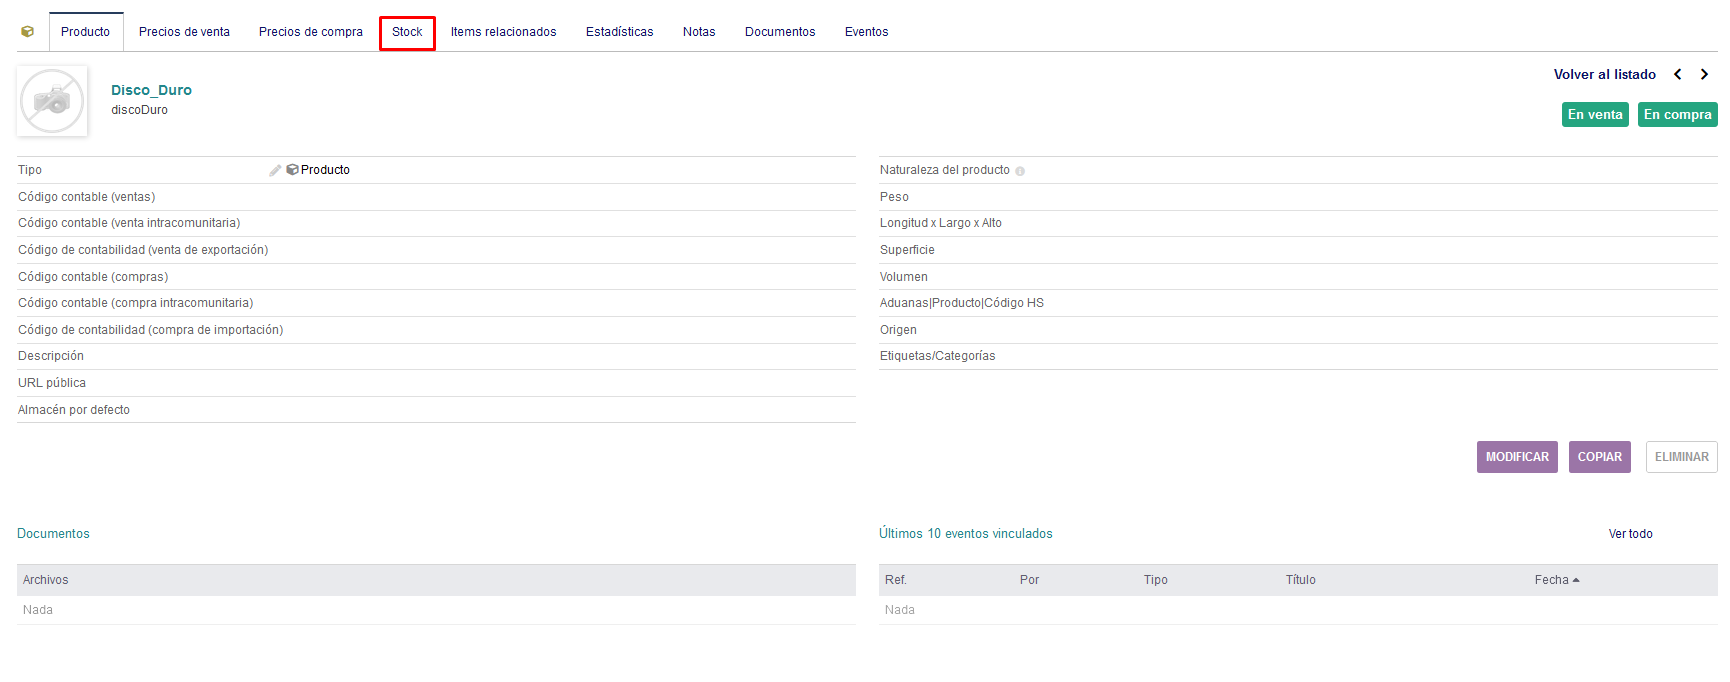 Producto Precios de venta Precios de compra Stock Items relacionados Estadísticas Notas Documentos Eventos
Volver al listado
Disco_Duro
discoDuro
En venta En compra
Tipo Producto
Código contable (ventas)
Código contable (venta intracomunitaria)
Código de contabilidad (venta de exportación)
Código contable (compras)
Código contable (compra intracomunitaria)
Código de contabilidad (compra de importación)
Descripción
URL pública
Almacén por defecto
Naturaleza del producto
Peso
Longitud x Largo x Alto
Superficie
Volumen
Aduanas|Producto|Código HS
Origen
Etiquetas/Categorías
MODIFICAR COPIAR ELIMINAR
Documentos
Archivos
Nada
Últimos 10 eventos vinculados Ver todo
Ref. Por Tipo Título Fecha
Nada